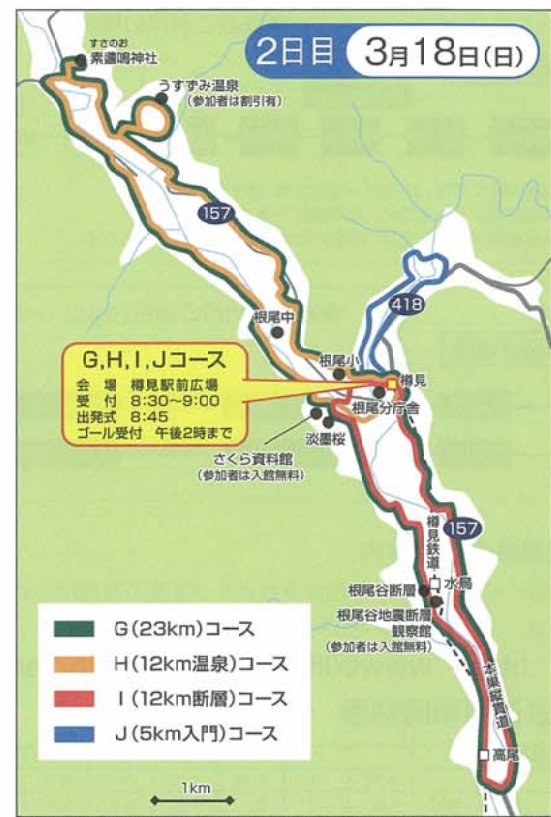 2日目
3月18日(日)
すさのお
素盞鳴神社
うすずみ温泉
(参加者は割引有)
157
418
根尾中
G,H,I,Jコース
会 場 樽見駅前広場
受 付 8:30～9:00
出発式 8:45
ゴール受付 午後2時まで
根尾小
樽見
根尾分庁舎
淡墨桜
さくら資料館
(参加者は入館無料)
157
樽見鉄道
水鳥
根尾谷断層
根尾谷地震断層
観察館
(参加者は入館無料)
本巣縦貫道
高尾
G(23km)コース
H(12km温泉)コース
I(12km断層)コース
J(5km入門)コース
1km